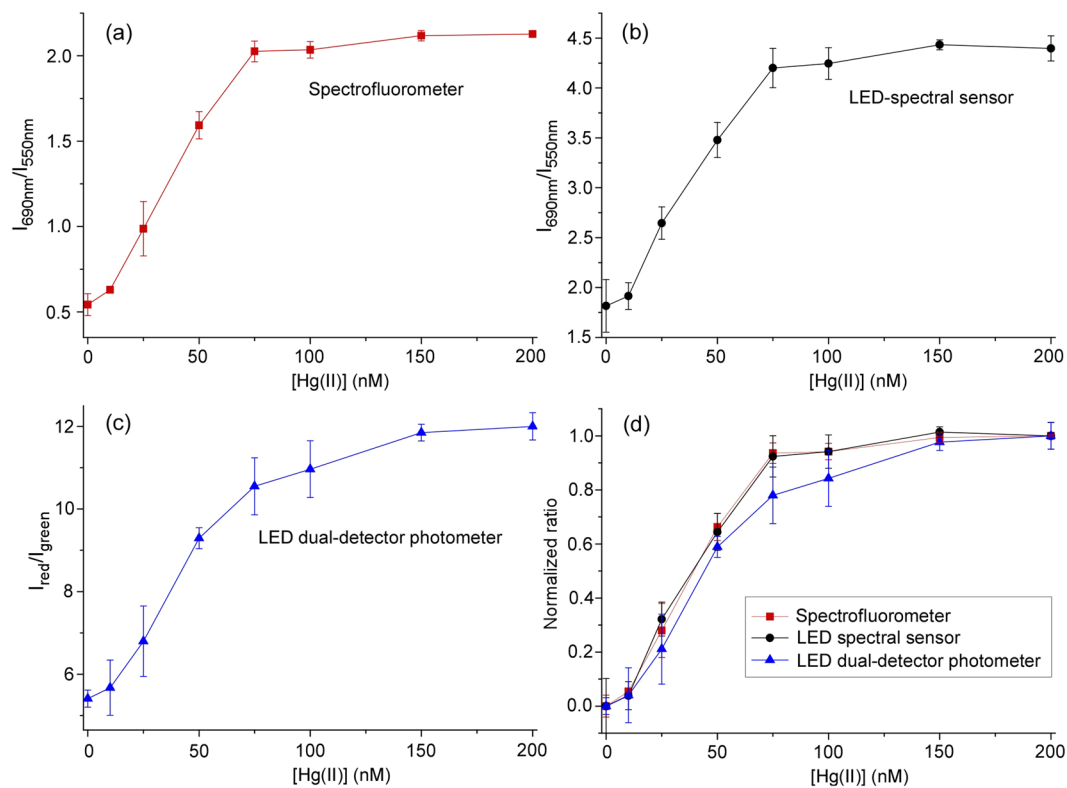 (a)
Spectrofluorometer
I690nm/I550nm
2.0
1.5
1.0
0.5
0 50 100 150 200
[Hg(II)] (nM)
(b)
LED-spectral sensor
I690nm/I550nm
4.5
4.0
3.5
3.0
2.5
2.0
1.5
0 50 100 150 200
[Hg(II)] (nM)
(c)
LED dual-detector photometer
Ired/Igreen
12
10
8
6
0 50 100 150 200
[Hg(II)] (nM)
(d)
Normalized ratio
1.0
0.8
0.6
0.4
0.2
0.0
Spectrofluorometer
LED spectral sensor
LED dual-detector photometer
0 50 100 150 200
[Hg(II)] (nM)